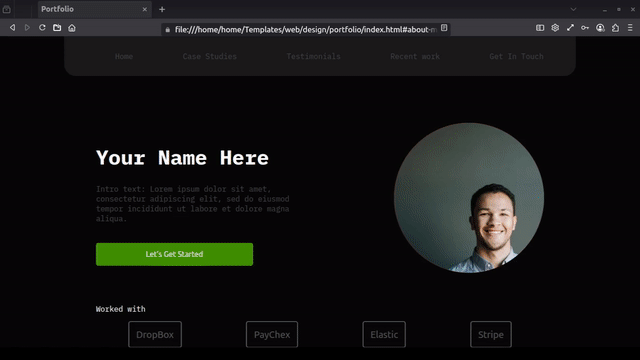 Portfolio
file:///home/home/Templates/web/design/portfolio/index.html#about-m
Home Case Studies Testimonials Recent work Get In Touch
Your Name Here
Intro text: Lorem ipsum dolor sit amet,
consectetur adipiscing elit, sed do eiusmod
tempor incididunt ut labore et dolore magna
aliqua.
Let's Get Started
Worked with
DropBox PayChex Elastic Stripe